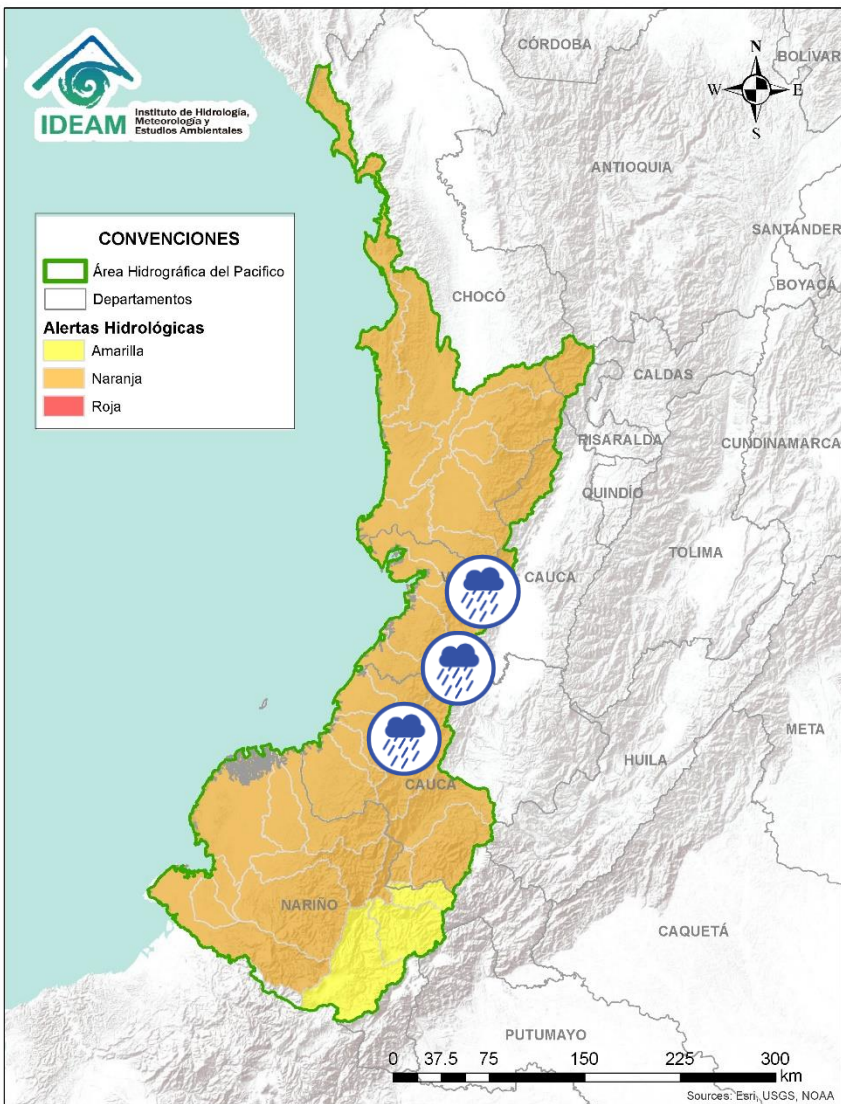 IDEAM
Instituto de Hidrología,
Meteorología y
Estudios Ambientales
CÓRDOBA
BOLÍVAR
N
W
E
S
ANTIOQUIA
SANTANDER
BOYACÁ
CONVENCIONES
Área Hidrográfica del Pacifico
Departamentos
Alertas Hidrológicas
Amarilla
Naranja
Roja
CHOCÓ
CALDAS
RISARALDA
CUNDINAMARCA
QUINDÍO
TOLIMA
CAUCA
META
HUILA
CAUCA
NARIÑO
CAQUETÁ
PUTUMAYO
0 37.5 75 150 225 300
km
Sources: Esri, USGS, NOAA